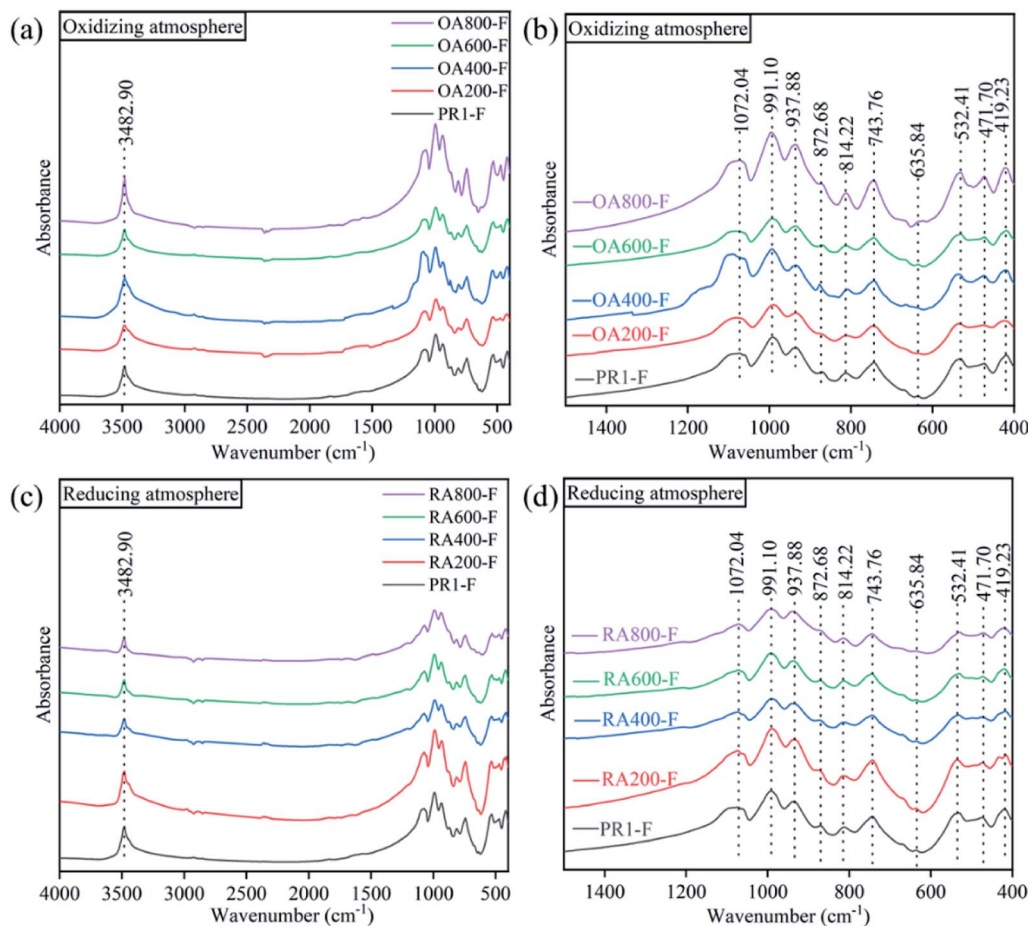 (a)
Oxidizing atmosphere
OA800-F
OA600-F
OA400-F
OA200-F
PR1-F
3482.90
Absorbance
4000 3500 3000 2500 2000 1500 1000 500
Wavenumber (cm⁻¹)
(b)
Oxidizing atmosphere
1072.04
991.10
937.88
872.68
814.22
743.76
635.84
532.41
471.70
419.23
OA800-F
OA600-F
OA400-F
OA200-F
PR1-F
Absorbance
1400 1200 1000 800 600 400
Wavenumber (cm⁻¹)
(c)
Reducing atmosphere
RA800-F
RA600-F
RA400-F
RA200-F
PR1-F
3482.90
Absorbance
4000 3500 3000 2500 2000 1500 1000 500
Wavenumber (cm⁻¹)
(d)
Reducing atmosphere
1072.04
991.10
937.88
872.68
814.22
743.76
635.84
532.41
471.70
419.23
RA800-F
RA600-F
RA400-F
RA200-F
PR1-F
Absorbance
1400 1200 1000 800 600 400
Wavenumber (cm⁻¹)